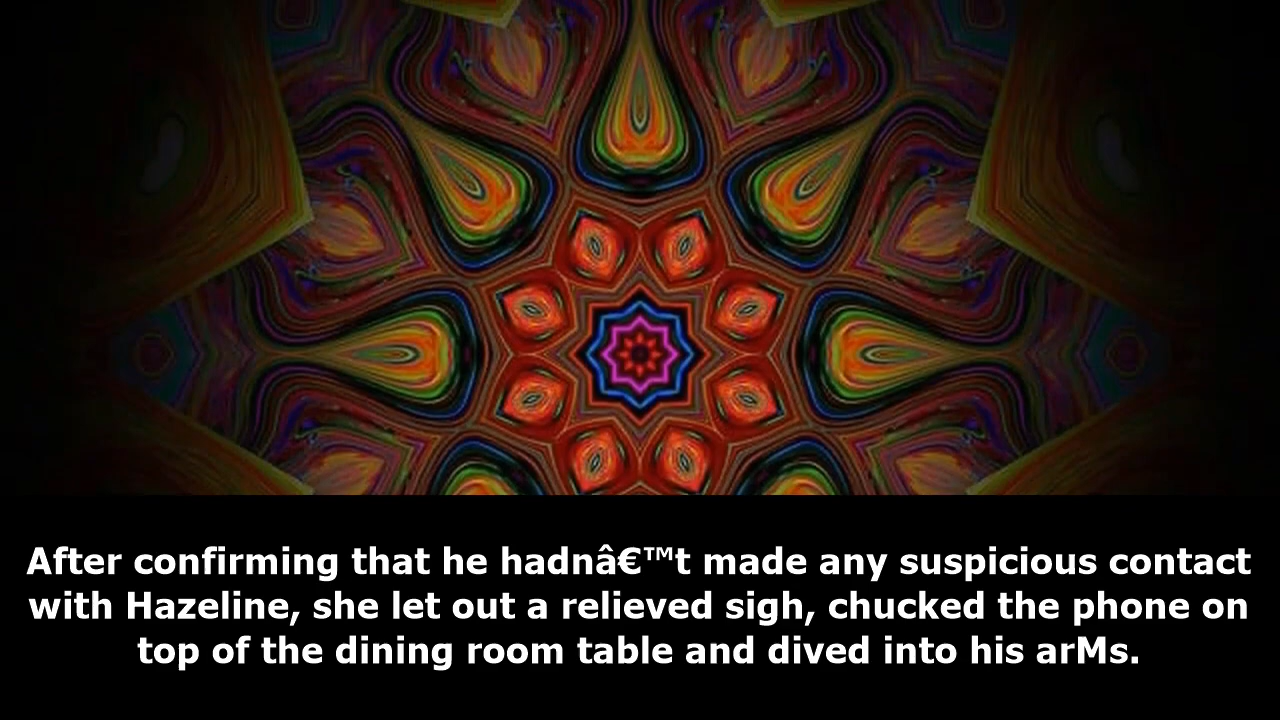 After confirming that he hadnâ€™t made any suspicious contact
with Hazeline, she let out a relieved sigh, chucked the phone on
top of the dining room table and dived into his arMs.